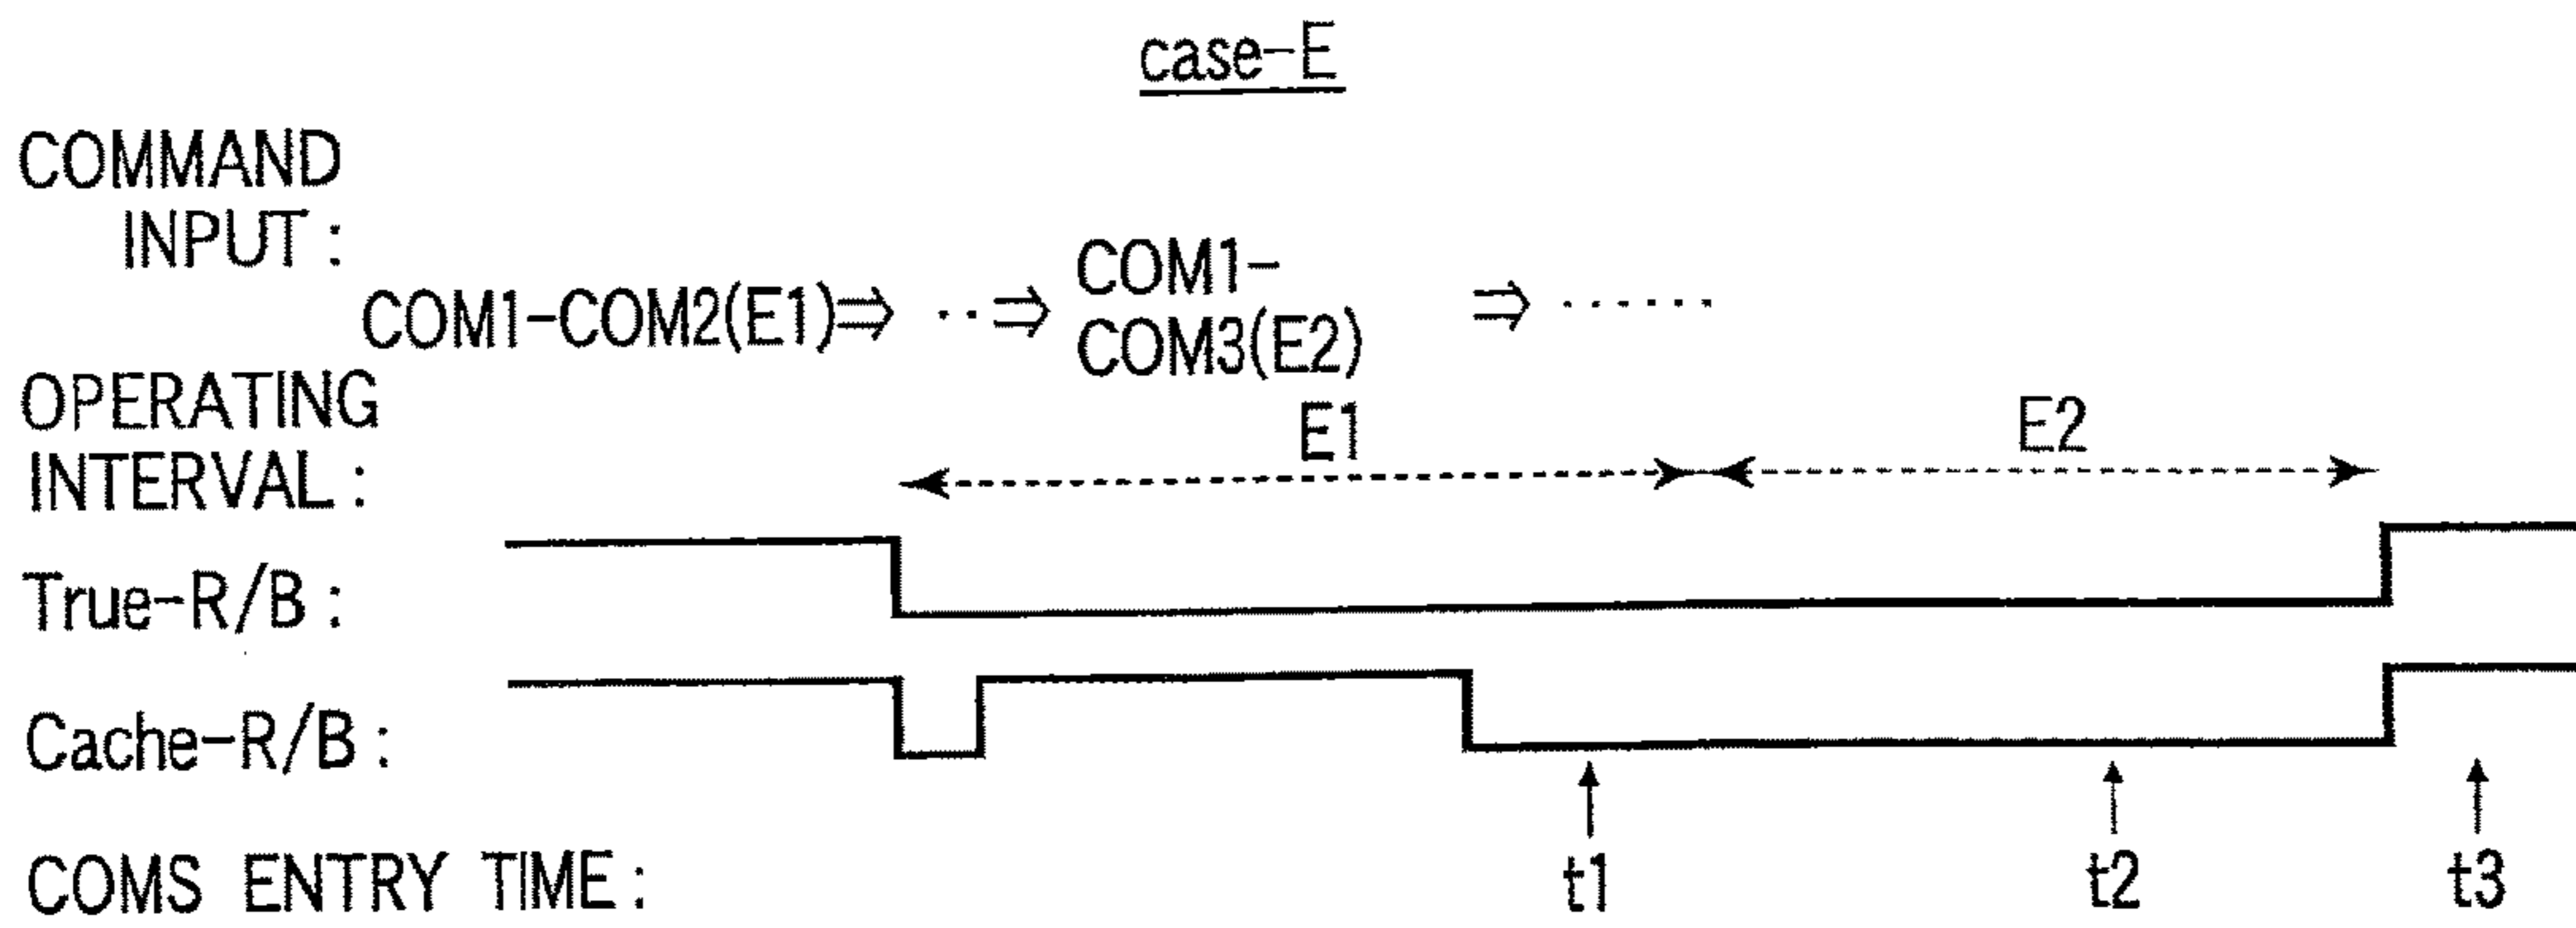 case-E
COMMAND
INPUT :
COM1-COM2(E1)⇒ ‥⇒ COM1- ⇒ ······
COM3(E2)
OPERATING
INTERVAL :
E1 E2
True-R/B :
Cache-R/B :
COMS ENTRY TIME : t1 t2 t3